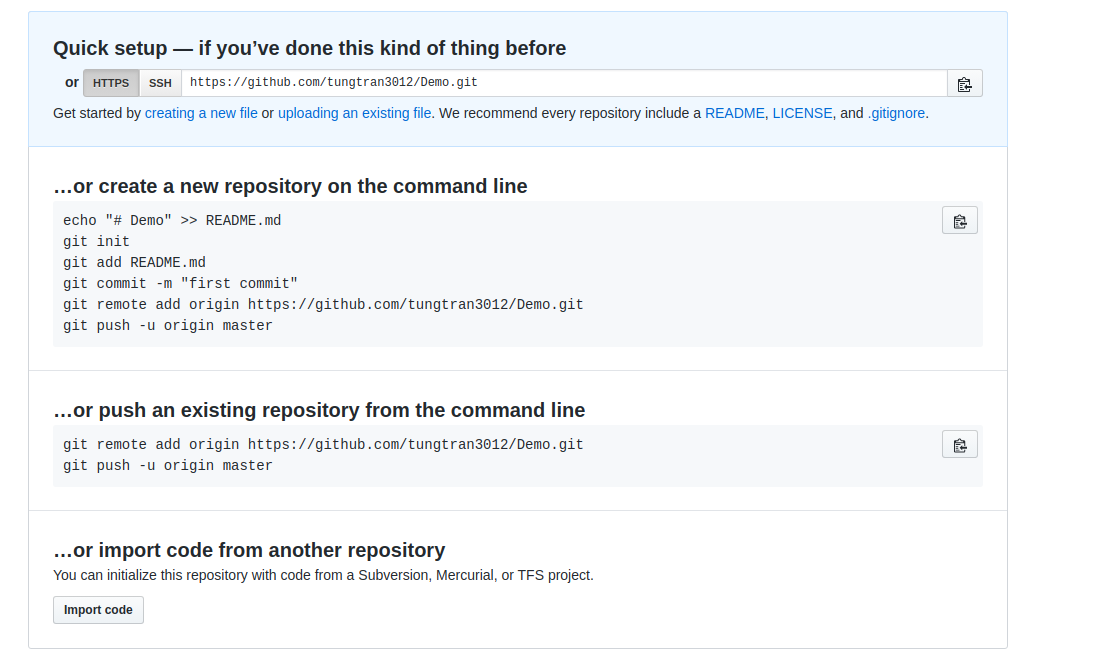 Quick setup — if you’ve done this kind of thing before
or HTTPS SSH https://github.com/tungtran3012/Demo.git
Get started by creating a new file or uploading an existing file. We recommend every repository include a README, LICENSE, and .gitignore.
…or create a new repository on the command line
echo "# Demo" >> README.md
git init
git add README.md
git commit -m "first commit"
git remote add origin https://github.com/tungtran3012/Demo.git
git push -u origin master
…or push an existing repository from the command line
git remote add origin https://github.com/tungtran3012/Demo.git
git push -u origin master
…or import code from another repository
You can initialize this repository with code from a Subversion, Mercurial, or TFS project.
Import code